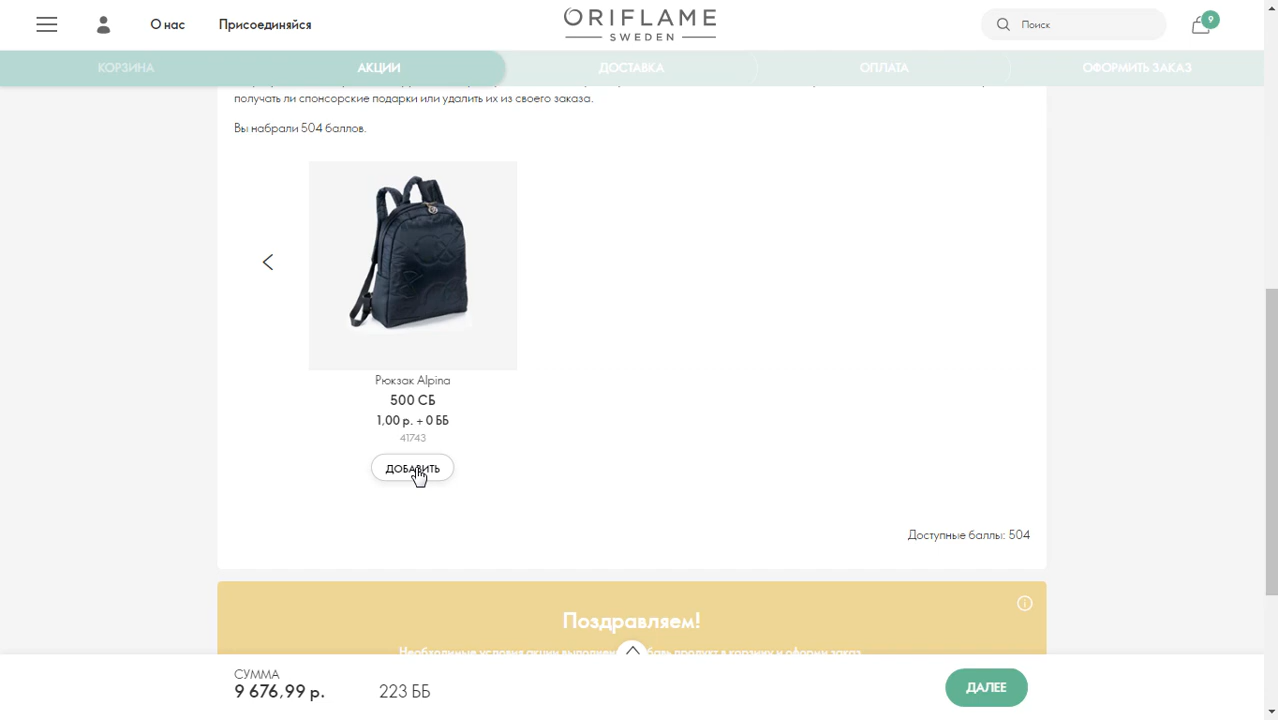 О нас
Присоединяйся
ORIFLAME
SWEDEN
Поиск
9
КОРЗИНА
АКЦИИ
ДОСТАВКА
ОПЛАТА
ОФОРМИТЬ ЗАКАЗ
получать ли спонсорские подарки или удалить их из своего заказа.
Вы набрали 504 баллов.
Рюкзак Alpina
500 СБ
1,00 р. + 0 ББ
41743
ДОБАВИТЬ
Доступные баллы: 504
Поздравляем!
СУММА
9 676,99 р.
223 ББ
ДАЛЕЕ